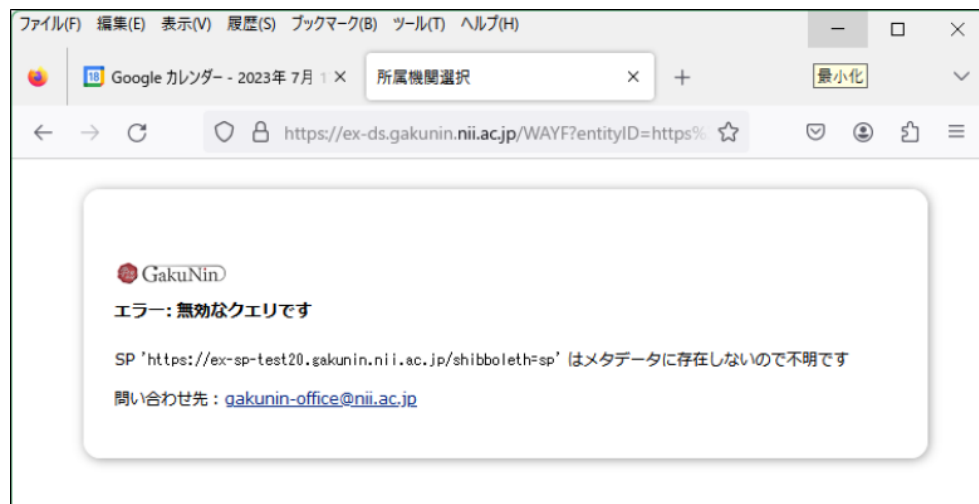 ファイル(F) 編集(E) 表示(V) 履歴(S) ブックマーク(B) ツール(T) ヘルプ(H)
18 Google カレンダー - 2023年 7月 1
所属機関選択
最小化
https://ex-ds.gakunin.nii.ac.jp/WAYF?entityID=https%
GakuNin
エラー: 無効なクエリです
SP 'https://ex-sp-test20.gakunin.nii.ac.jp/shibboleth=sp' はメタデータに存在しないので不明です
問い合わせ先：gakunin-office@nii.ac.jp